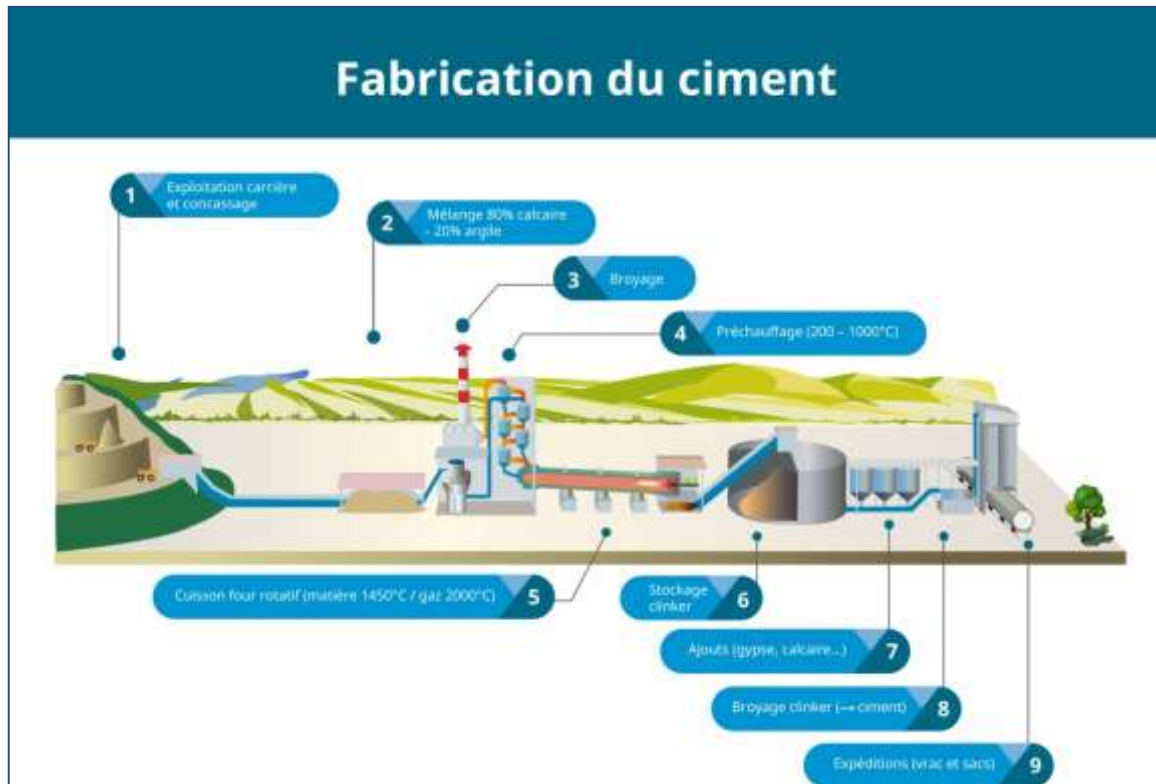 Fabrication du ciment
1 Exploitation carrière
et concassage
2 Mélange 80% calcaire
– 20% argile
3 Broyage
4 Préchauffage (200 – 1000°C)
Cuisson four rotatif (matière 1450°C / gaz 2000°C) 5
Stockage
clinker 6
Ajouts (gypse, calcaire...) 7
Broyage clinker (→ ciment) 8
Expéditions (vrac et sacs) 9